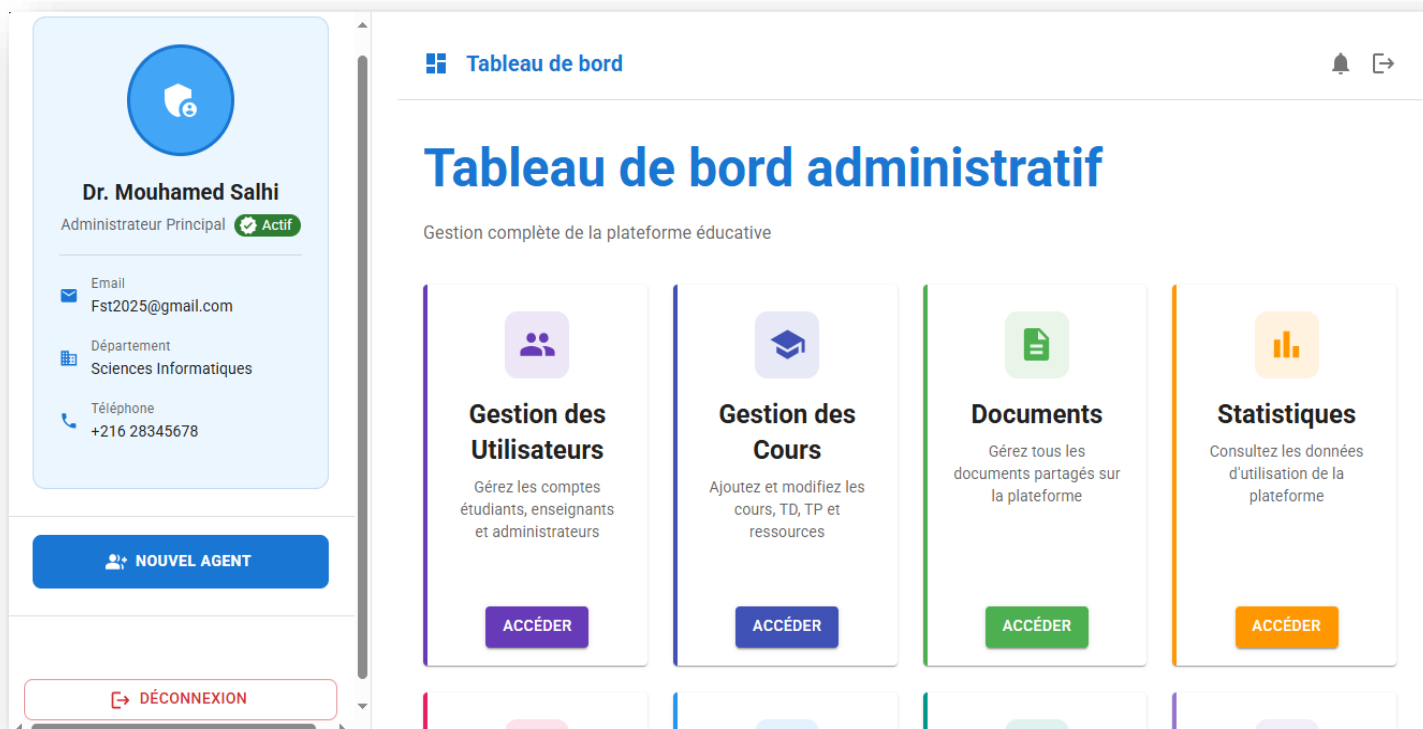 Dr. Mouhamed Salhi
Administrateur Principal Actif
Email
Fst2025@gmail.com
Département
Sciences Informatiques
Téléphone
+216 28345678
NOUVEL AGENT
DÉCONNEXION
Tableau de bord
Tableau de bord administratif
Gestion complète de la plateforme éducative
Gestion des
Utilisateurs
Gérez les comptes
étudiants, enseignants
et administrateurs
ACCÉDER
Gestion des
Cours
Ajoutez et modifiez les
cours, TD, TP et
ressources
ACCÉDER
Documents
Gérez tous les
documents partagés sur
la plateforme
ACCÉDER
Statistiques
Consultez les données
d'utilisation de la
plateforme
ACCÉDER